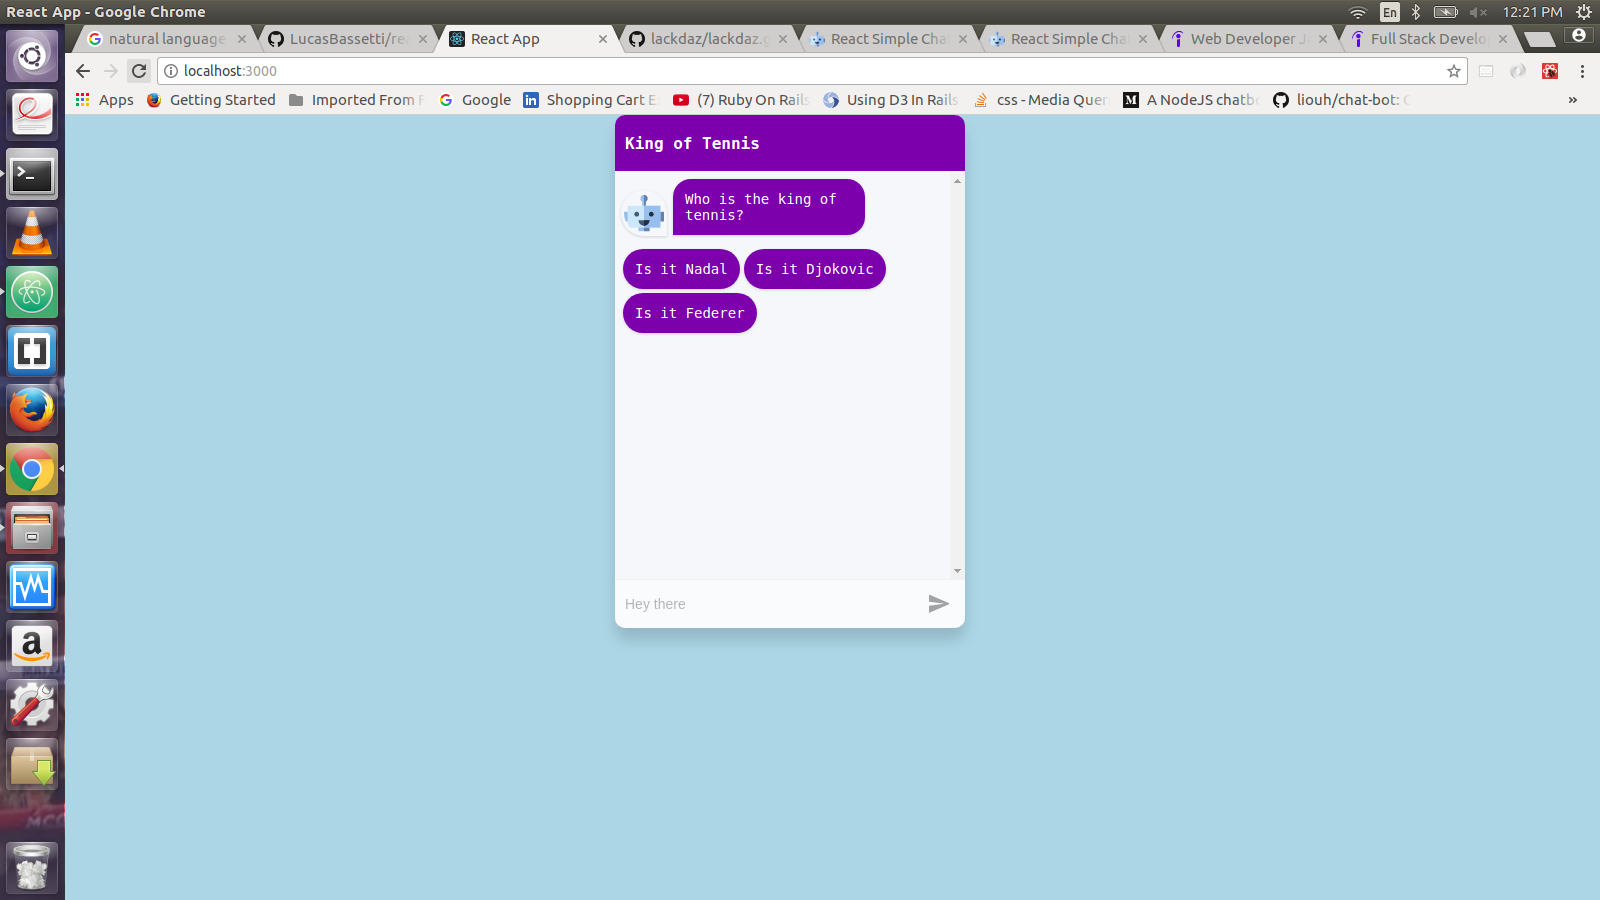 React App - Google Chrome
En
12:21 PM
natural language
LucasBassetti/rea
React App
lackdaz/lackdaz.g
React Simple Cha
React Simple Cha
Web Developer J
Full Stack Develo
localhost:3000
Apps
Getting Started
Imported From F
Google
Shopping Cart E
(7) Ruby On Rails
Using D3 In Rails
css - Media Quer
A NodeJS chatb
liouh/chat-bot: C
»
King of Tennis
Who is the king of
tennis?
Is it Nadal
Is it Djokovic
Is it Federer
Hey there